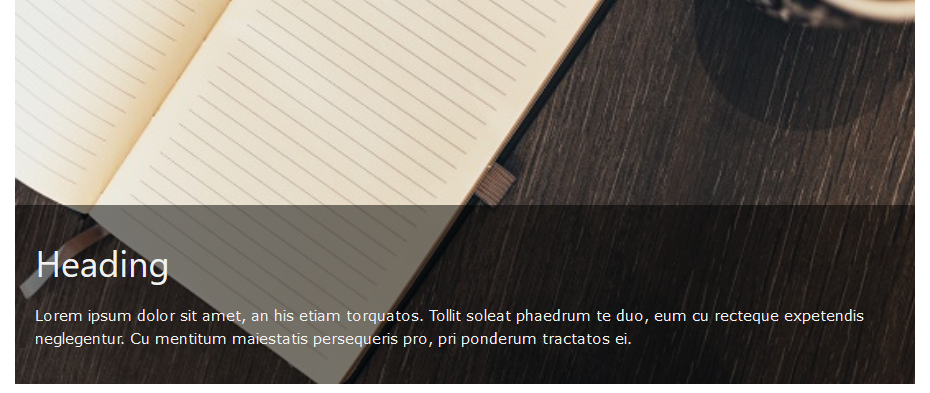 Heading
Lorem ipsum dolor sit amet, an his etiam torquatos. Tollit soleat phaedrum te duo, eum cu recteque expetendis
neglegentur. Cu mentitum maiestatis persequeris pro, pri ponderum tractatos ei.